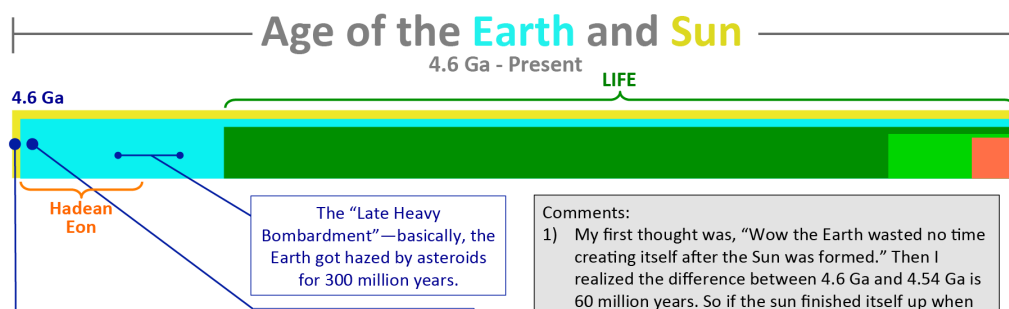 Age of the Earth and Sun
4.6 Ga - Present
LIFE
4.6 Ga
Hadean
Eon
The “Late Heavy
Bombardment”—basically, the
Earth got hazed by asteroids
for 300 million years.
Comments:
1) My first thought was, “Wow the Earth wasted no time
creating itself after the Sun was formed.” Then I
realized the difference between 4.6 Ga and 4.54 Ga is
60 million years. So if the sun finished itself up when